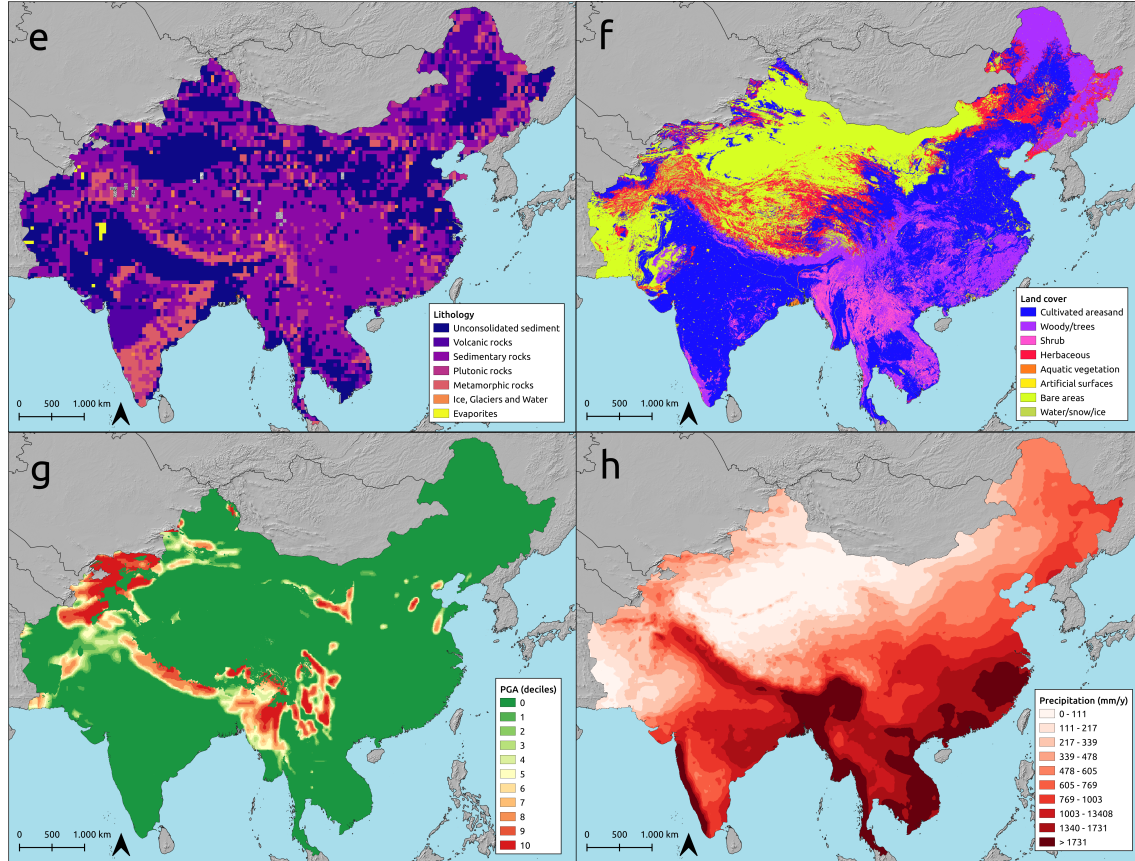 e
Lithology
Unconsolidated sediment
Volcanic rocks
Sedimentary rocks
Plutonic rocks
Metamorphic rocks
Ice, Glaciers and Water
Evaporites
0 500 1.000 km
f
Land cover
Cultivated areasand
Woody/trees
Shrub
Herbaceous
Aquatic vegetation
Artificial surfaces
Bare areas
Water/snow/ice
0 500 1.000 km
g
PGA (deciles)
0
1
2
3
4
5
6
7
8
9
10
0 500 1.000 km
h
Precipitation (mm/y)
0 - 111
111 - 217
217 - 339
339 - 478
478 - 605
605 - 769
769 - 1003
1003 - 13408
1340 - 1731
> 1731
0 500 1.000 km